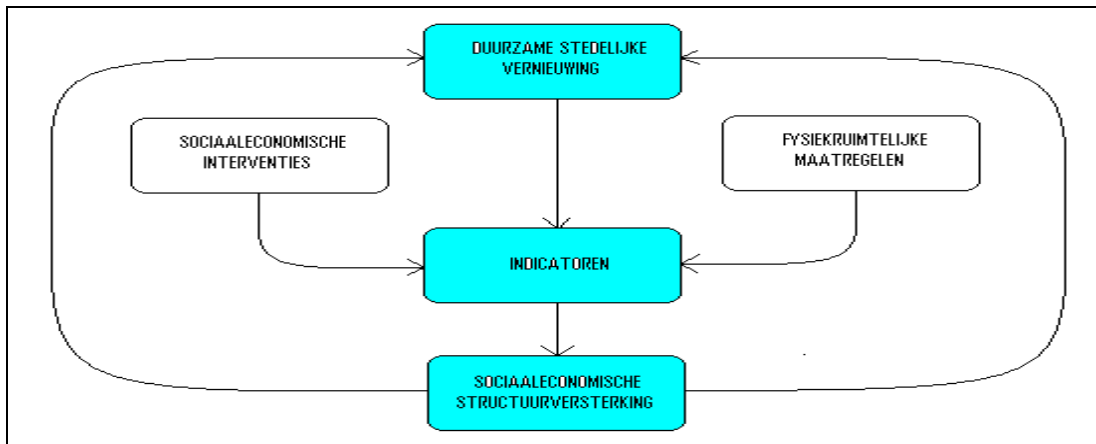 DUURZAME STEDELIJKE
VERNIEUWING
SOCIAALECONOMISCHE
INTERVENTIES
FYSIEKRUIMTELIJKE
MAATREGELEN
INDICATOREN
SOCIAALECONOMISCHE
STRUCTUURVERSTERKING